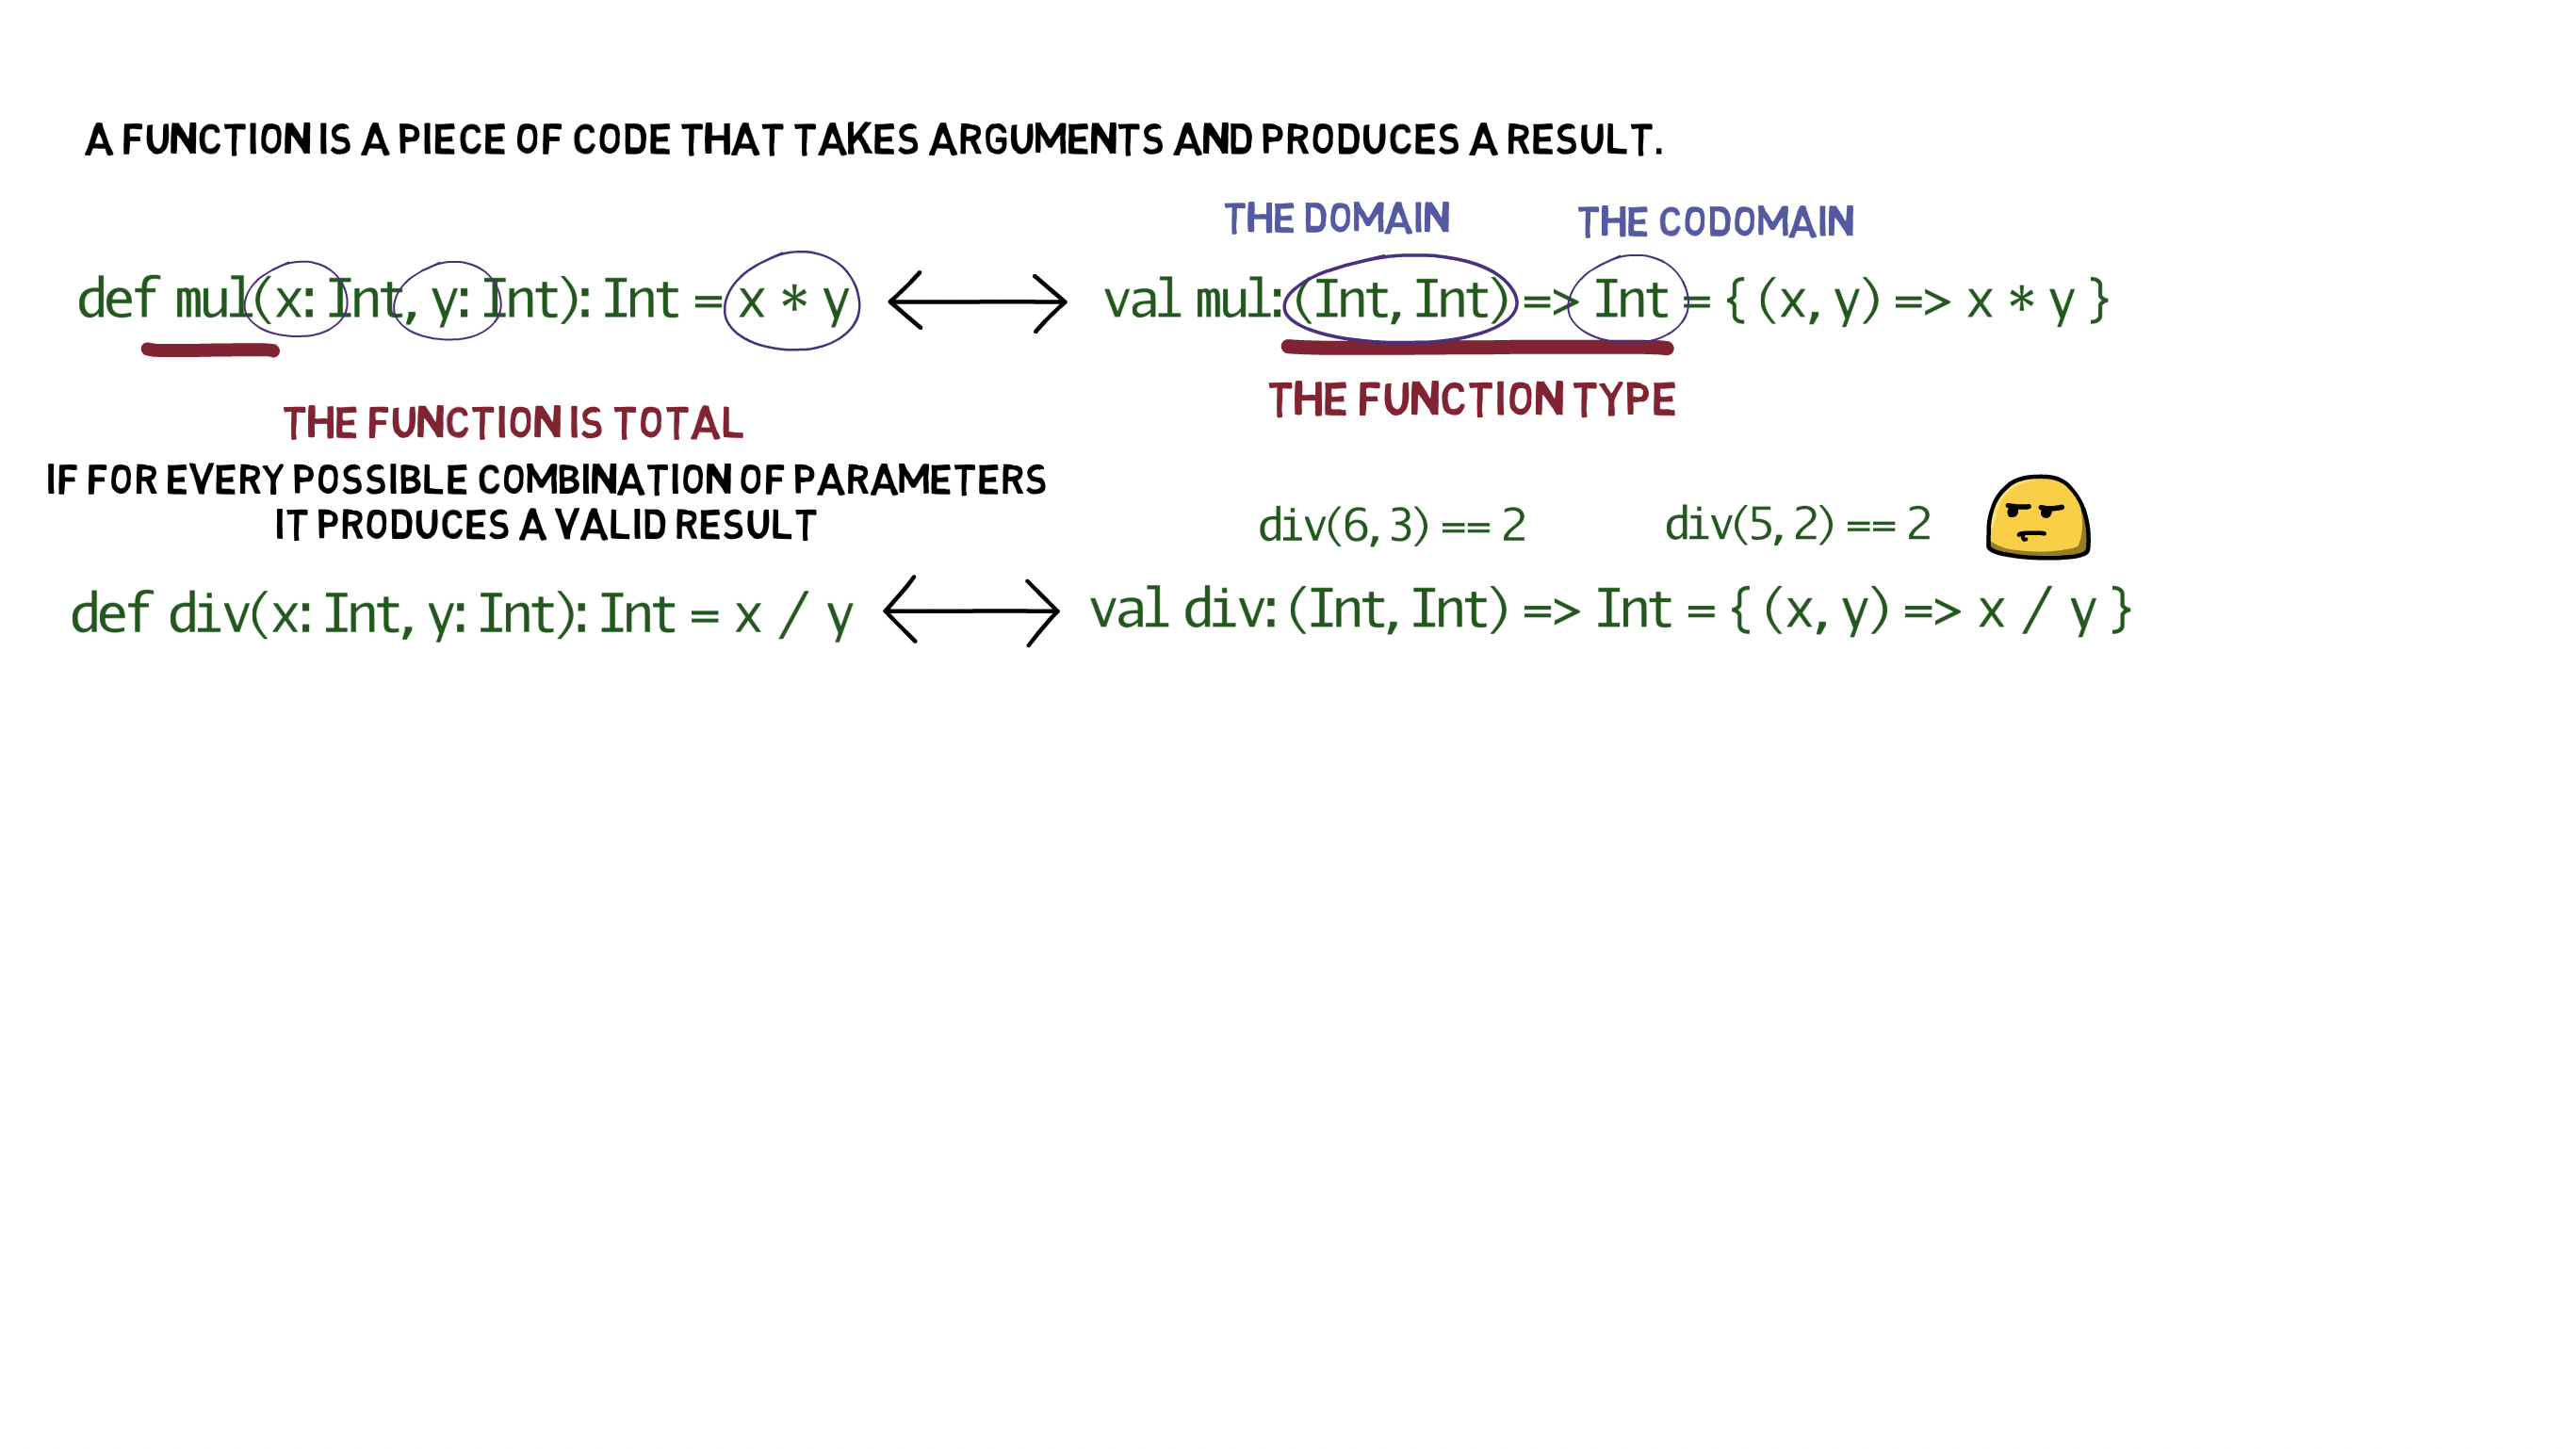 A FUNCTION IS A PIECE OF CODE THAT TAKES ARGUMENTS AND PRODUCES A RESULT.
THE DOMAIN THE CODOMAIN
def mul(x: Int, y: Int): Int = x * y val mul: (Int, Int) => Int = { (x, y) => x * y }
THE FUNCTION TYPE
THE FUNCTION IS TOTAL
IF FOR EVERY POSSIBLE COMBINATION OF PARAMETERS
IT PRODUCES A VALID RESULT
div(6, 3) == 2 div(5, 2) == 2
def div(x: Int, y: Int): Int = x / y val div: (Int, Int) => Int = { (x, y) => x / y }